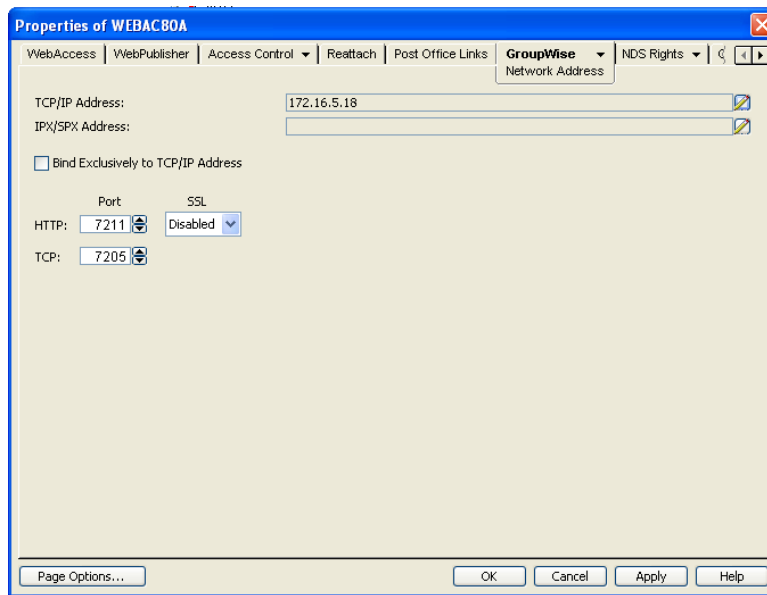 Properties of WEBAC80A
WebAccess WebPublisher Access Control Reattach Post Office Links GroupWise NDS Rights
Network Address
TCP/IP Address: 172.16.5.18
IPX/SPX Address:
Bind Exclusively to TCP/IP Address
Port SSL
HTTP: 7211 Disabled
TCP: 7205
Page Options... OK Cancel Apply Help